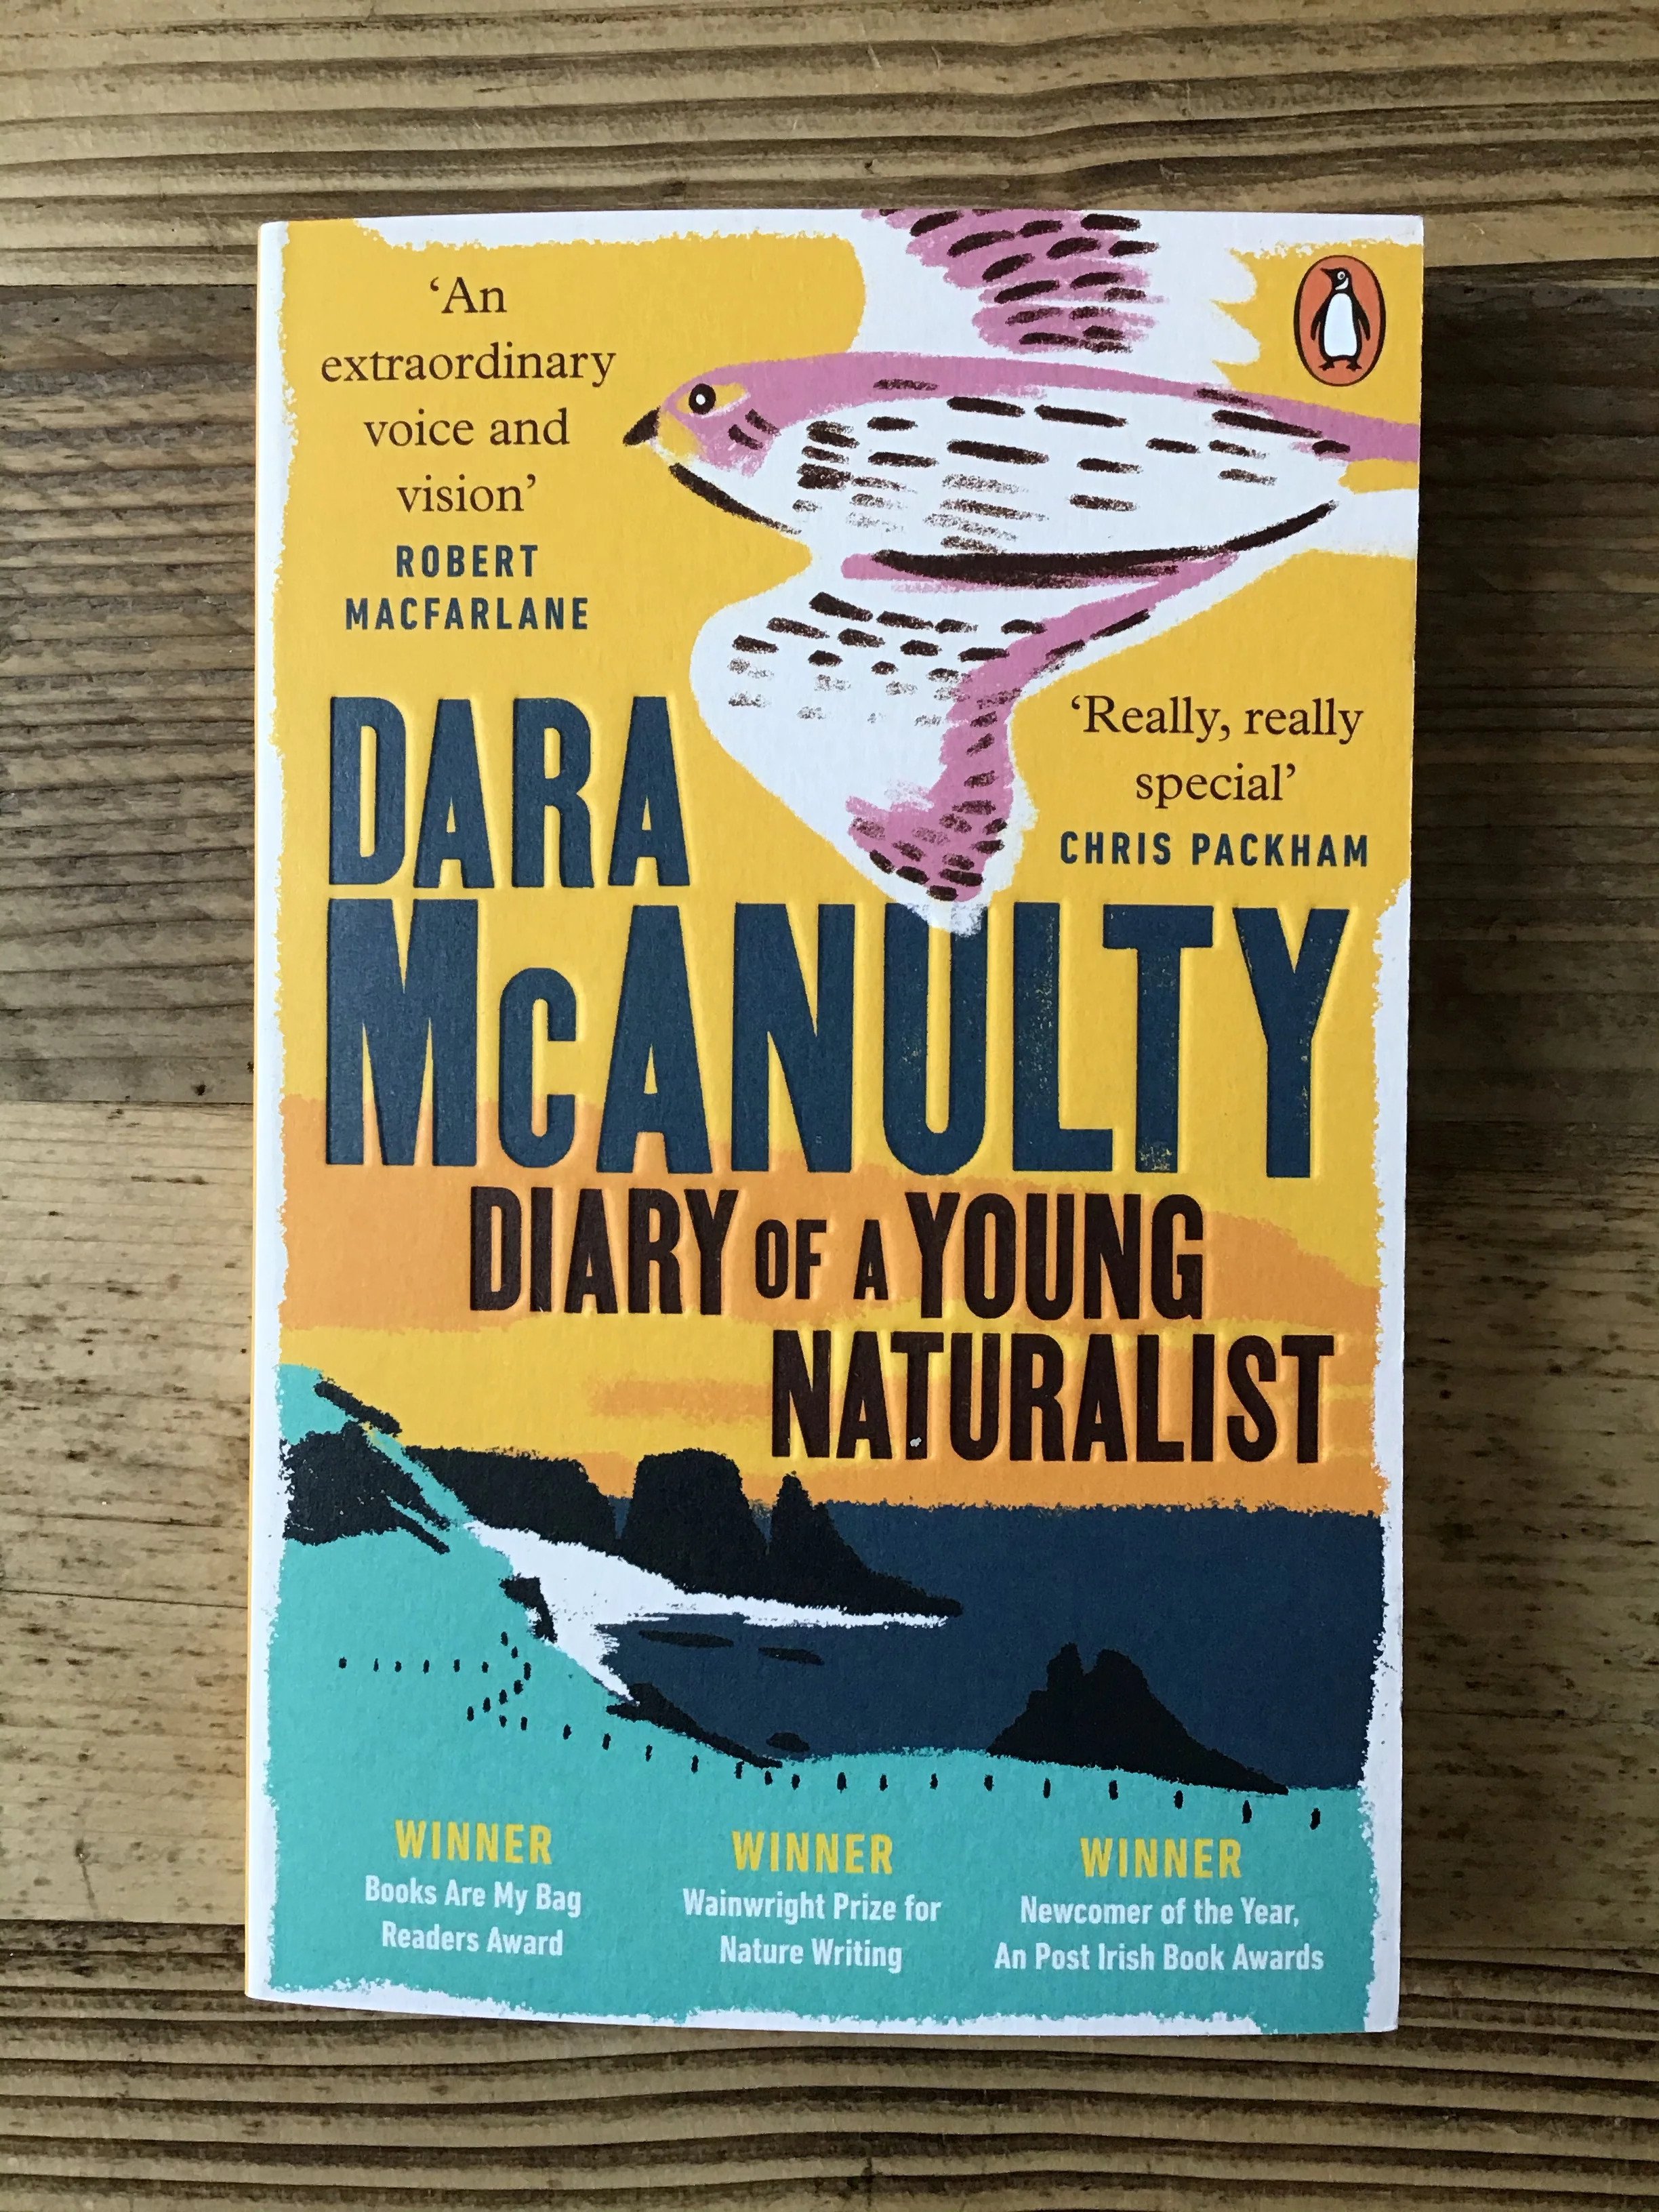 ‘An
extraordinary
voice and
vision’
ROBERT
MACFARLANE
‘Really, really
special’
CHRIS PACKHAM
DARA
McANULTY
DIARY OF A YOUNG
NATURALIST
WINNER
Books Are My Bag
Readers Award
WINNER
Wainwright Prize for
Nature Writing
WINNER
Newcomer of the Year,
An Post Irish Book Awards